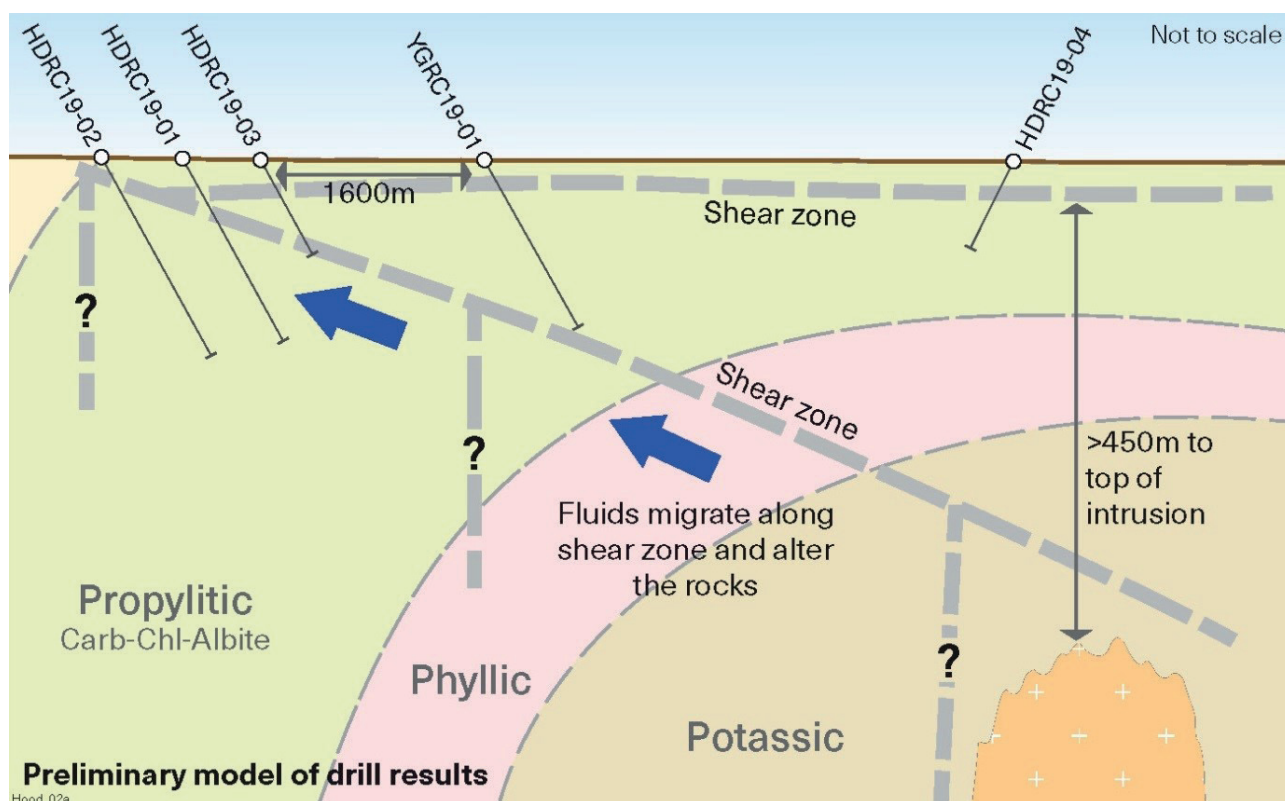 Not to scale
HDRC19-02
HDRC19-01
HDRC19-03
YGRC19-01
HDRC19-04
1600m
Shear zone
?
?
Shear zone
>450m to
top of
intrusion
Fluids migrate along
shear zone and alter
the rocks
Propylitic
Carb-Chl-Albite
?
Phyllic
Potassic
Preliminary model of drill results
Hood_02a